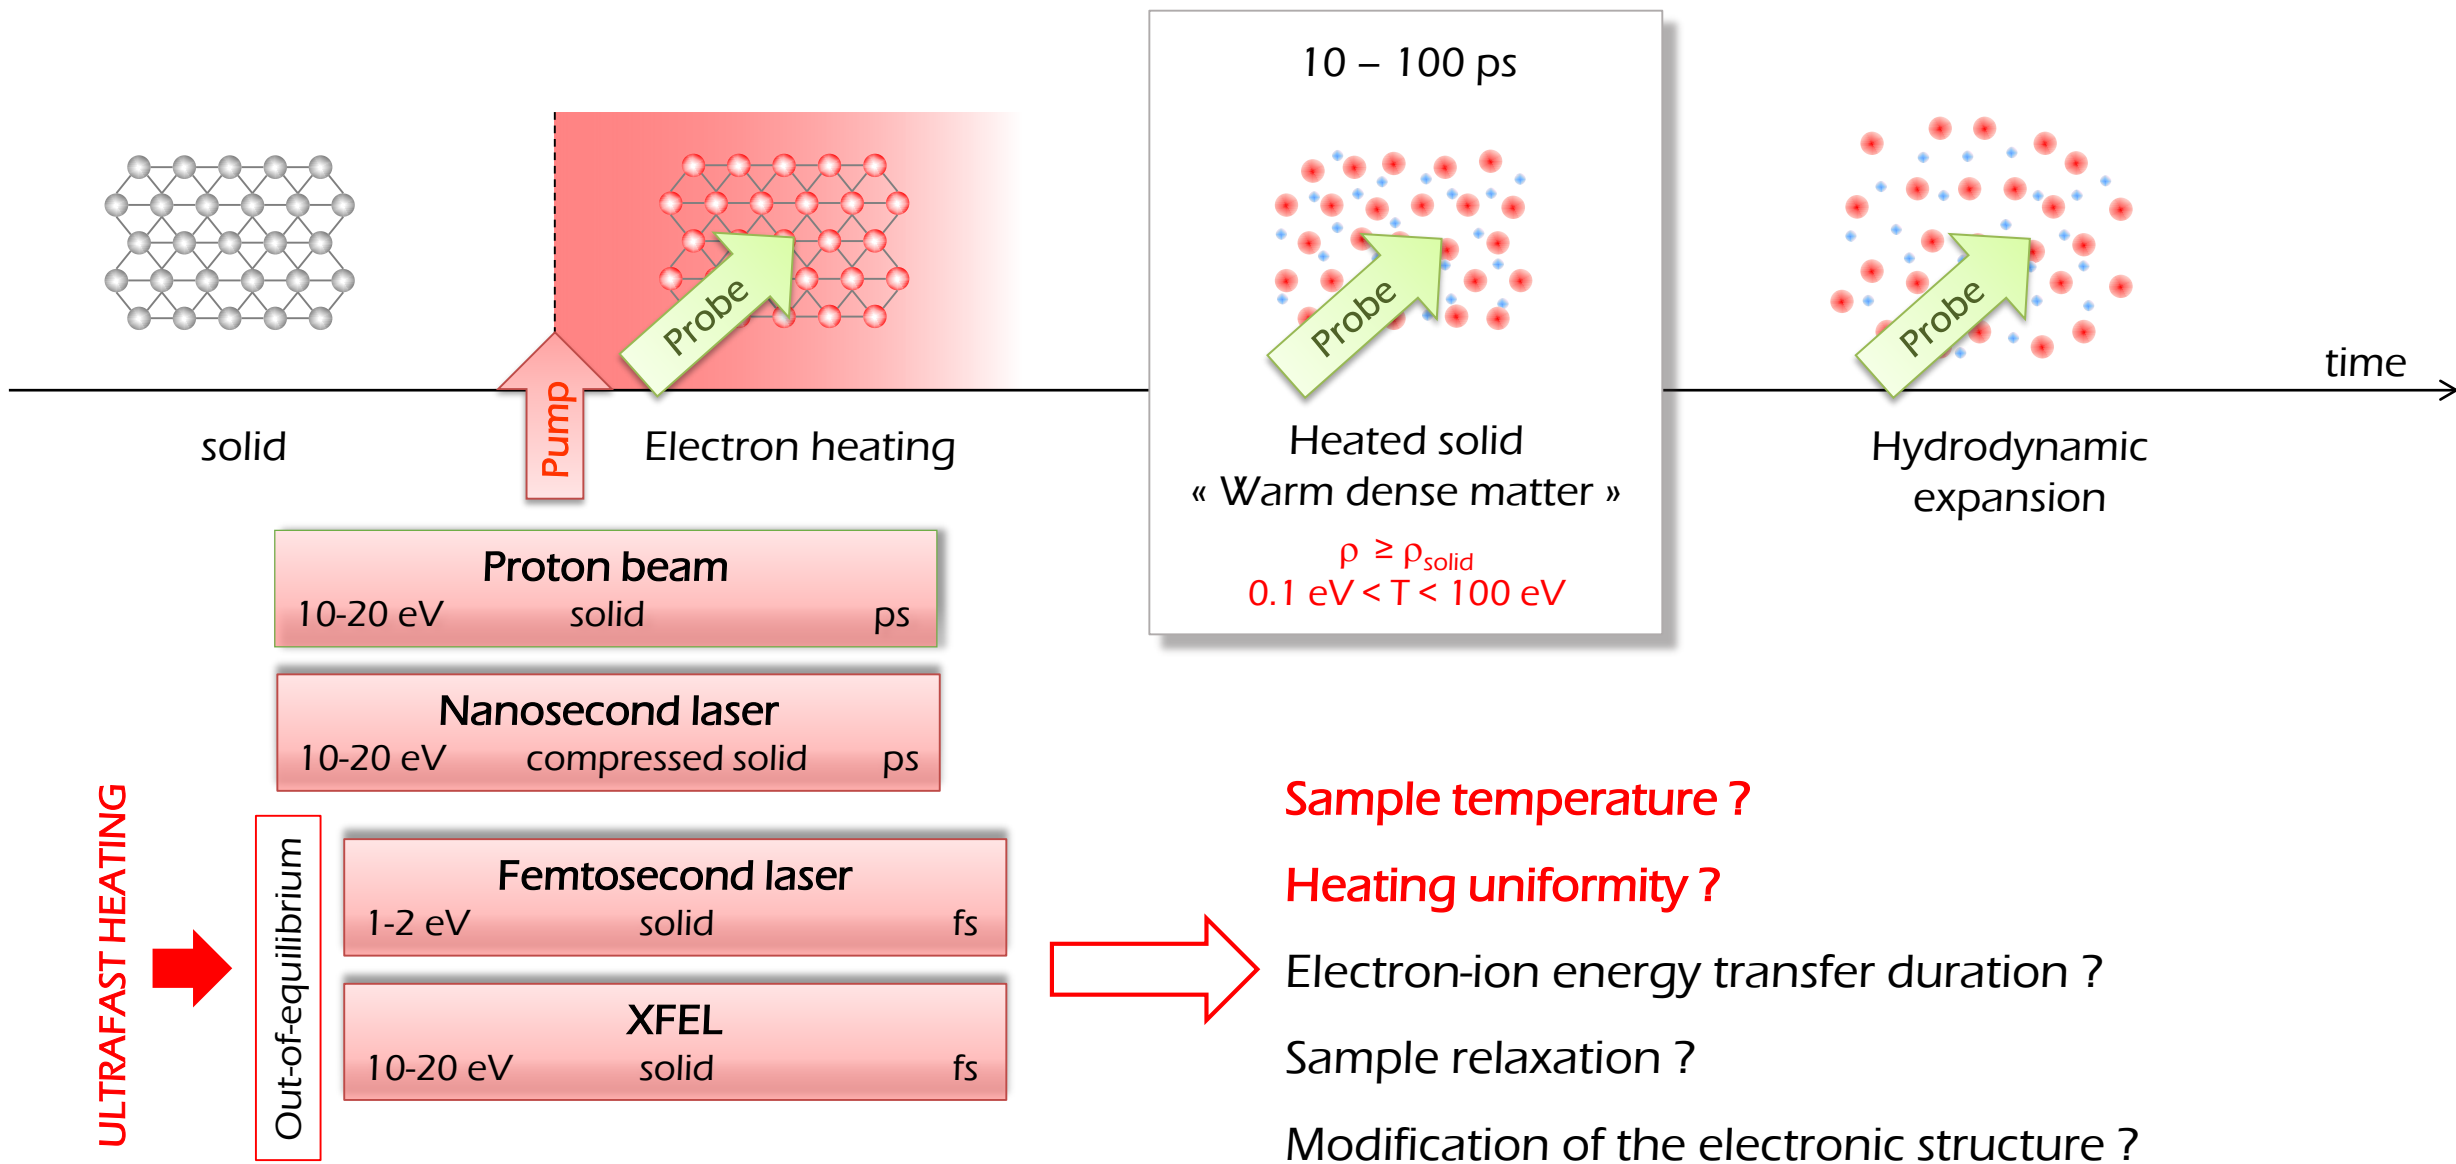 10 – 100 ps
Probe
Probe
Probe
time
Pump
solid
Electron heating
Heated solid
« Warm dense matter »
ρ ≥ ρsolid
0.1 eV < T < 100 eV
Hydrodynamic
expansion
Proton beam
10-20 eV solid ps
Nanosecond laser
10-20 eV compressed solid ps
ULTRAFAST HEATING
Out-of-equilibrium
Femtosecond laser
1-2 eV solid fs
XFEL
10-20 eV solid fs
Sample temperature ?
Heating uniformity ?
Electron-ion energy transfer duration ?
Sample relaxation ?
Modification of the electronic structure ?